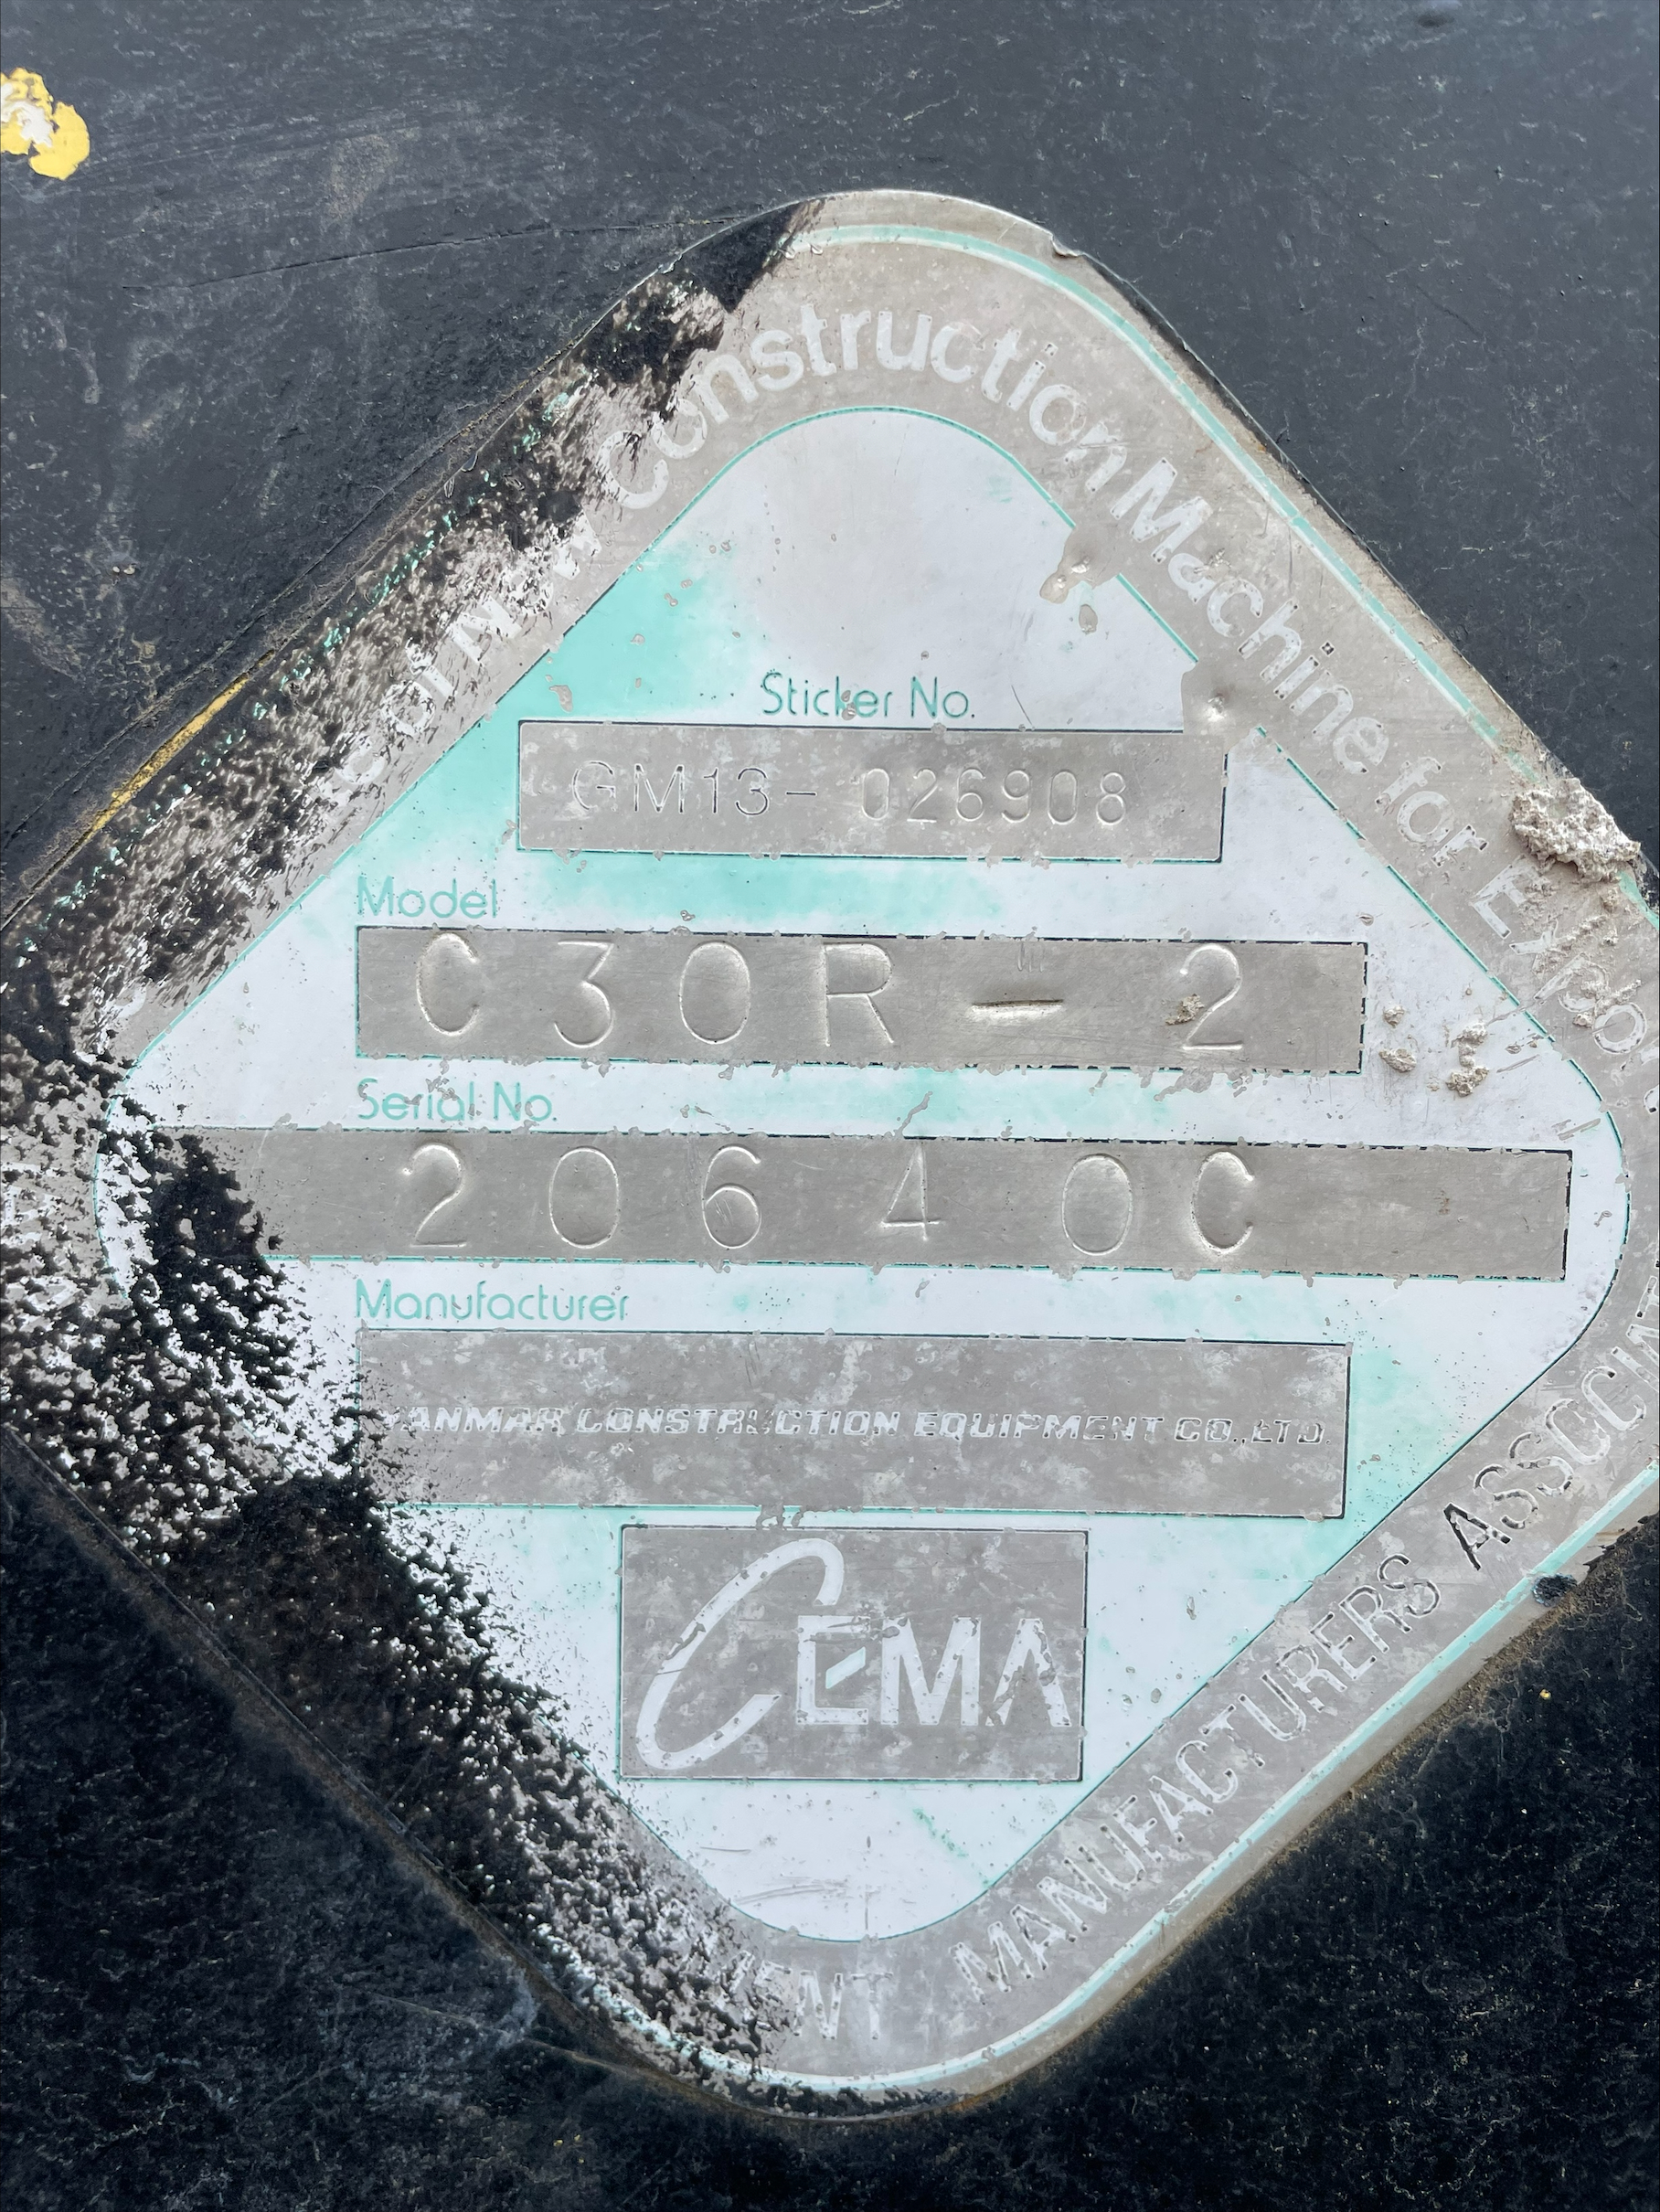 Construction Machine for Export
Sticker No.
GM13- 026908
Model
C30R-2
Serial No.
20640C
Manufacturer
YANMAR CONSTRUCTION EQUIPMENT CO.,LTD.
CEMA
MANUFACTURERS